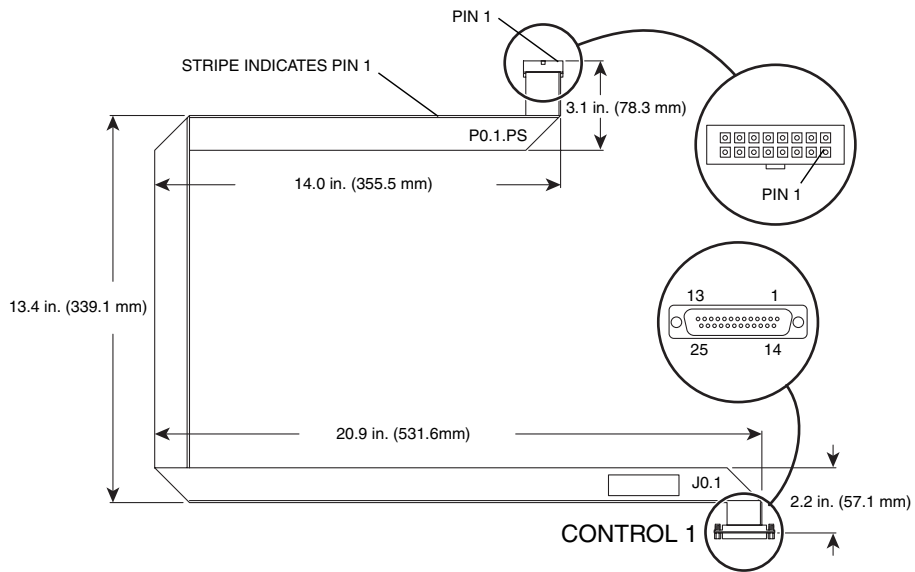 PIN 1
STRIPE INDICATES PIN 1
3.1 in. (78.3 mm)
P0.1.PS
PIN 1
14.0 in. (355.5 mm)
13.4 in. (339.1 mm)
13 1
25 14
20.9 in. (531.6mm)
J0.1
2.2 in. (57.1 mm)
CONTROL 1